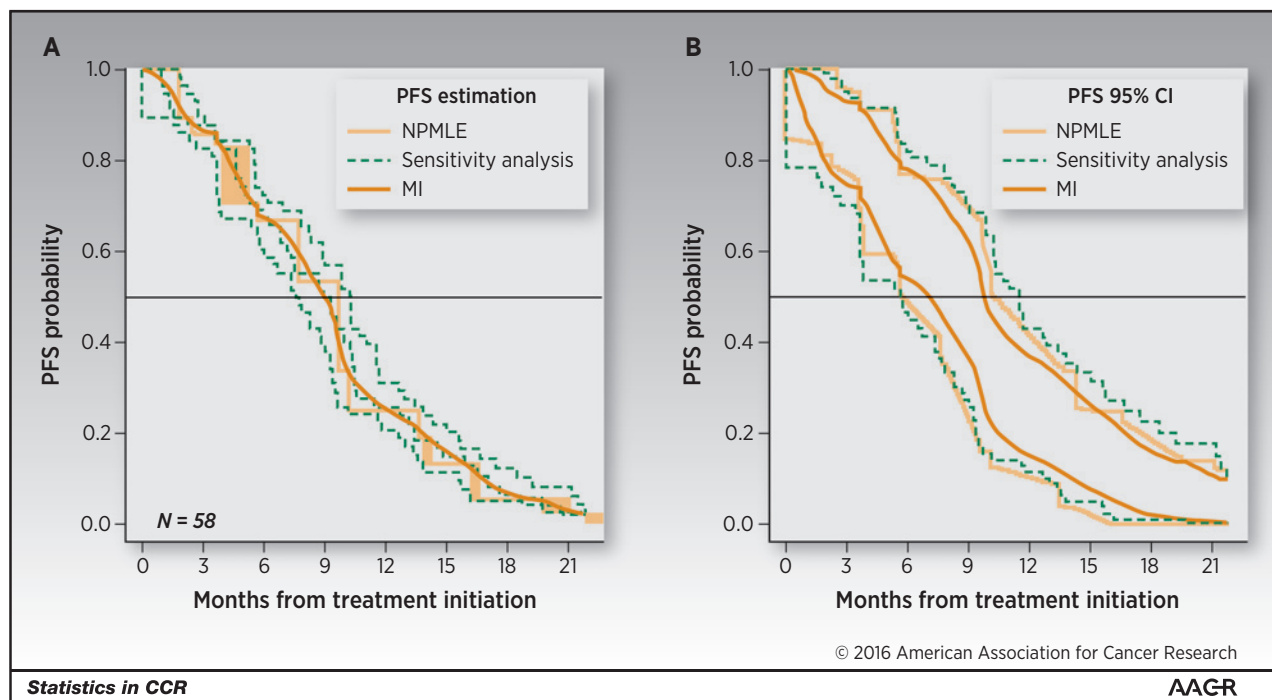 A
PFS estimation
NPMLE
Sensitivity analysis
MI
PFS probability
1.0
0.8
0.6
0.4
0.2
0.0
N = 58
0 3 6 9 12 15 18 21
Months from treatment initiation
B
PFS 95% CI
NPMLE
Sensitivity analysis
MI
PFS probability
1.0
0.8
0.6
0.4
0.2
0.0
0 3 6 9 12 15 18 21
Months from treatment initiation
© 2016 American Association for Cancer Research
Statistics in CCR
AACR